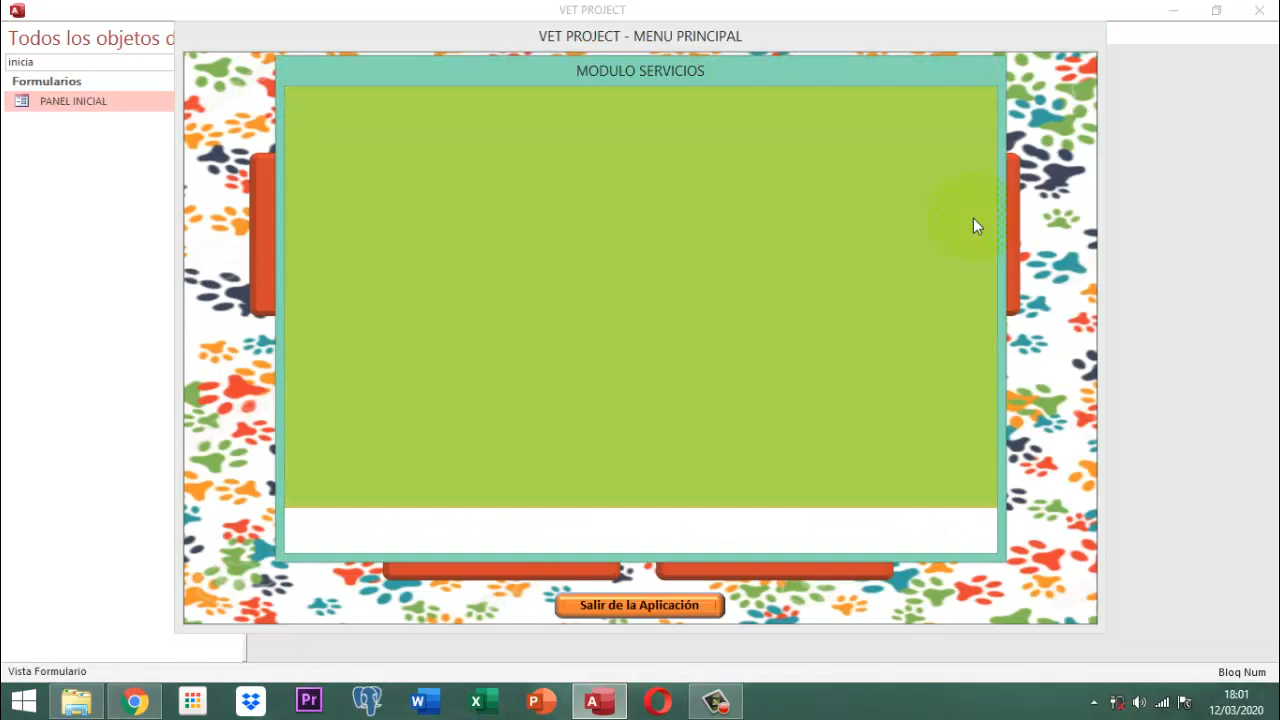 VET PROJECT
Todos los objetos d
inicia
Formularios
PANEL INICIAL
VET PROJECT - MENU PRINCIPAL
MODULO SERVICIOS
Salir de la Aplicación
Vista Formulario
Bloq Num
18:01
12/03/2020